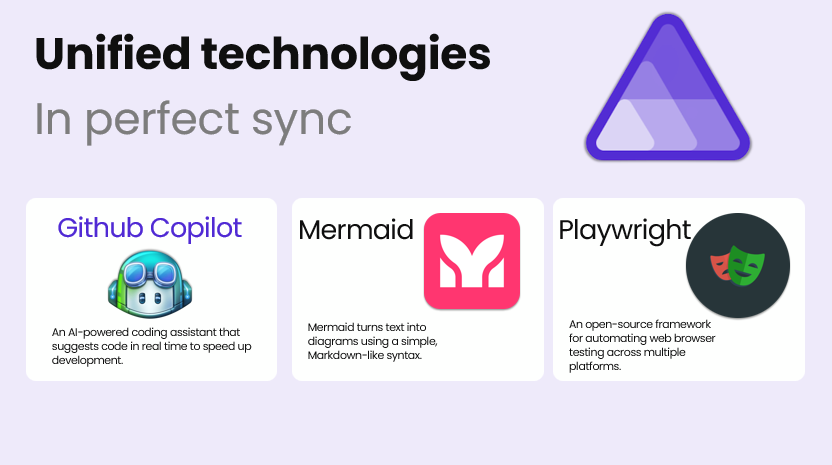 Unified technologies
In perfect sync
Github Copilot
An AI-powered coding assistant that
suggests code in real time to speed up
development.
Mermaid
Mermaid turns text into
diagrams using a simple,
Markdown-like syntax.
Playwright
An open-source framework
for automating web browser
testing across multiple
platforms.